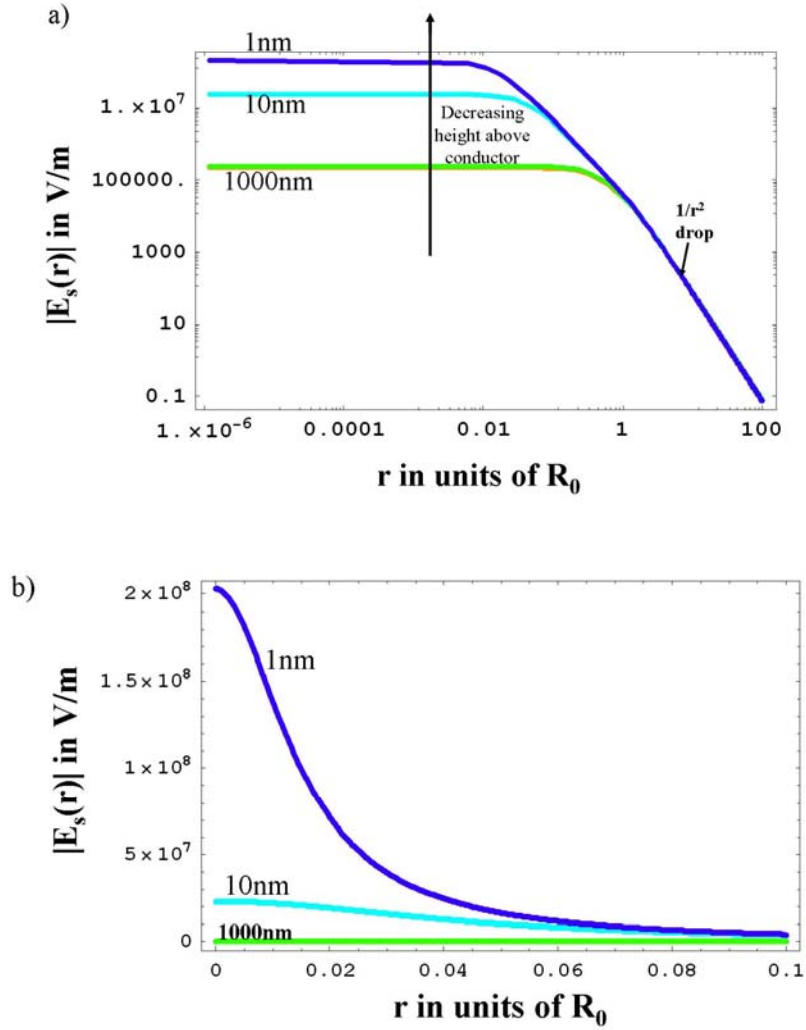 a)
1nm
1.×10⁷
10nm
Decreasing
height above
conductor
100000.
1000nm
1/r²
drop
1000
10
0.1
|Eₛ(r)| in V/m
1.×10⁻⁶ 0.0001 0.01 1 100
r in units of R₀
b)
2×10⁸
1nm
1.5×10⁸
1×10⁸
5×10⁷
10nm
1000nm
0
|Eₛ(r)| in V/m
0 0.02 0.04 0.06 0.08 0.1
r in units of R₀